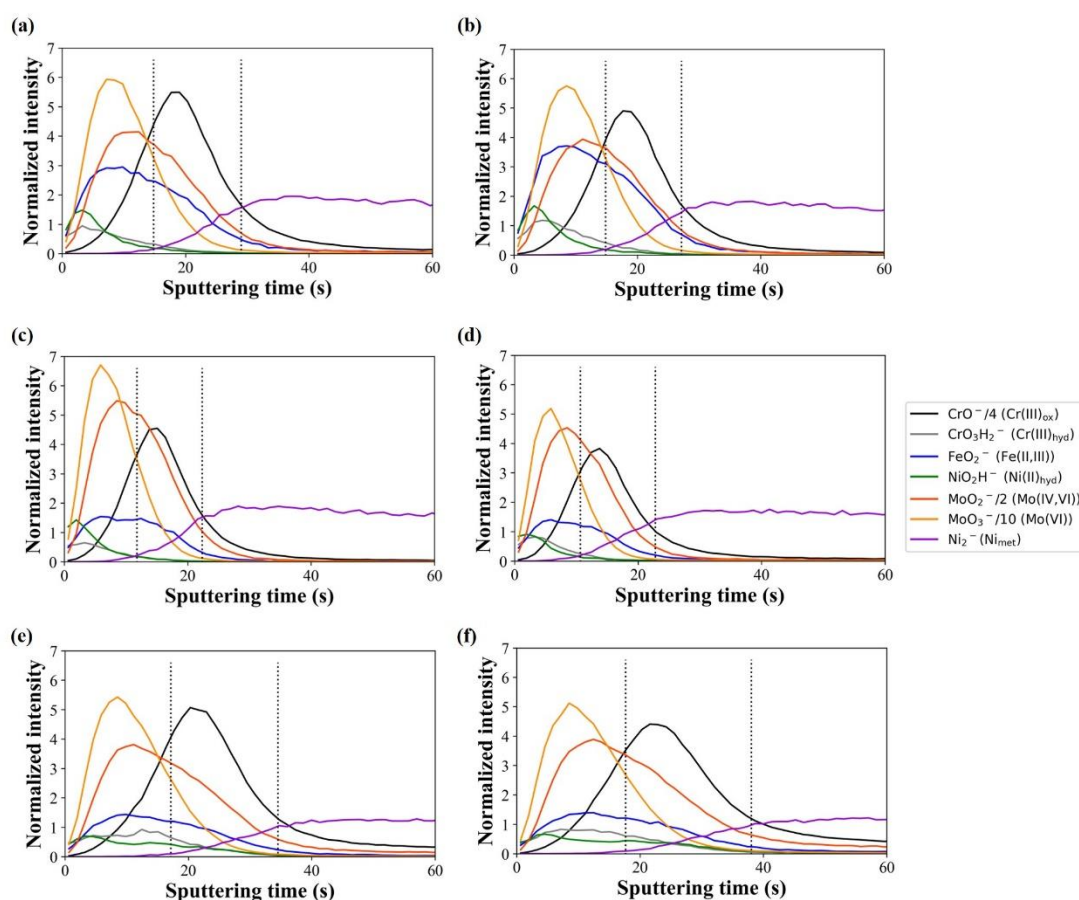 (a)
(b)
7
6
5
4
3
2
1
0
Normalized intensity
0 20 40 60
Sputtering time (s)
7
6
5
4
3
2
1
0
Normalized intensity
0 20 40 60
Sputtering time (s)
(c)
(d)
7
6
5
4
3
2
1
0
Normalized intensity
0 20 40 60
Sputtering time (s)
7
6
5
4
3
2
1
0
Normalized intensity
0 20 40 60
Sputtering time (s)
CrO⁻/4 (Cr(III)ₒₓ)
CrO₃H₂⁻ (Cr(III)hyd)
FeO₂⁻ (Fe(II,III))
NiO₂H⁻ (Ni(II)hyd)
MoO₂⁻/2 (Mo(IV,VI))
MoO₃⁻/10 (Mo(VI))
Ni₂⁻(Nimet)
(e)
(f)
7
6
5
4
3
2
1
0
Normalized intensity
0 20 40 60
Sputtering time (s)
7
6
5
4
3
2
1
0
Normalized intensity
0 20 40 60
Sputtering time (s)